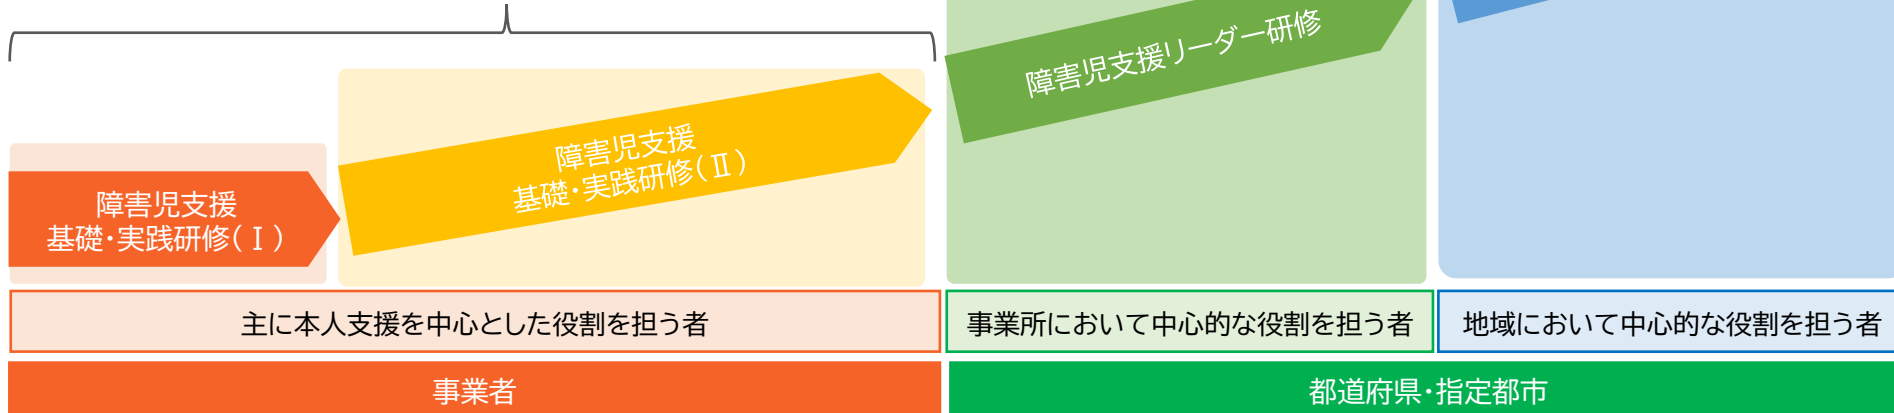 障害児支援リーダー研修
障害児支援
基礎・実践研修(Ⅱ)
障害児支援
基礎・実践研修(Ⅰ)
主に本人支援を中心とした役割を担う者
事業所において中心的な役割を担う者
地域において中心的な役割を担う者
事業者
都道府県・指定都市